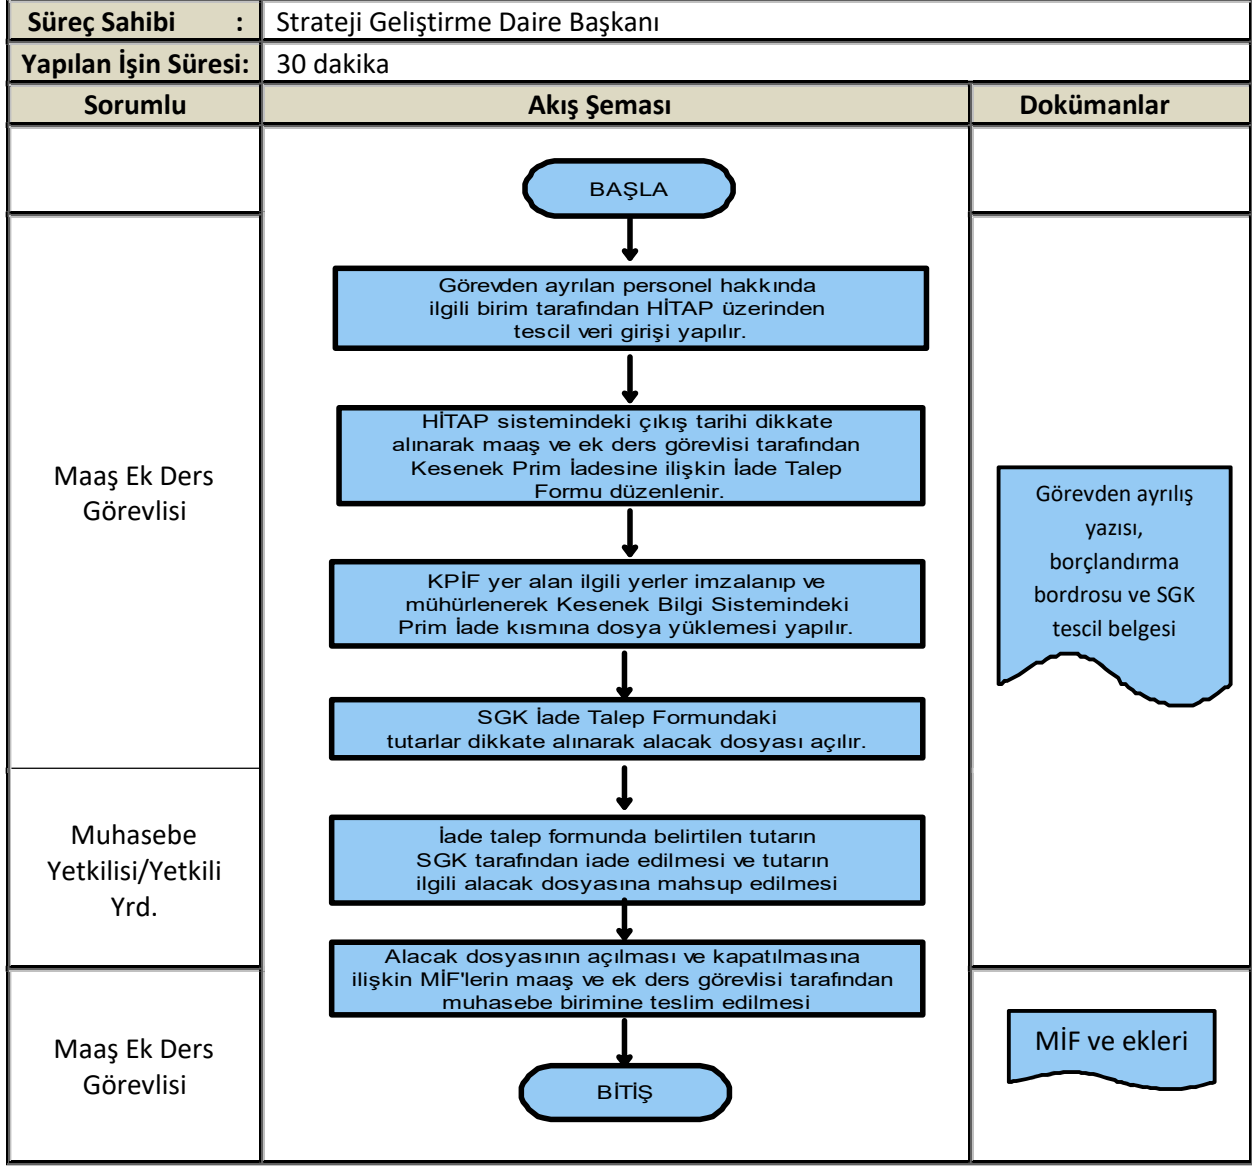 Süreç Sahibi : Strateji Geliştirme Daire Başkanı
Yapılan İşin Süresi: 30 dakika
Sorumlu Akış Şeması Dokümanlar
BAŞLA
Görevden ayrılan personel hakkında
ilgili birim tarafından HİTAP üzerinden
tescil veri girişi yapılır.
HİTAP sistemindeki çıkış tarihi dikkate
alınarak maaş ve ek ders görevlisi tarafından
Kesenek Prim İadesine ilişkin İade Talep
Formu düzenlenir.
Maaş Ek Ders
Görevlisi
Görevden ayrılış
yazısı,
borçlandırma
bordrosu ve SGK
tescil belgesi
KPİF yer alan ilgili yerler imzalanıp ve
mühürlenerek Kesenek Bilgi Sistemindeki
Prim İade kısmına dosya yüklemesi yapılır.
SGK İade Talep Formundaki
tutarlar dikkate alınarak alacak dosyası açılır.
Muhasebe
Yetkilisi/Yetkili
Yrd.
İade talep formunda belirtilen tutarın
SGK tarafından iade edilmesi ve tutarın
ilgili alacak dosyasına mahsup edilmesi
Alacak dosyasının açılması ve kapatılmasına
ilişkin MİF'lerin maaş ve ek ders görevlisi tarafından
muhasebe birimine teslim edilmesi
Maaş Ek Ders
Görevlisi
MİF ve ekleri
BİTİŞ